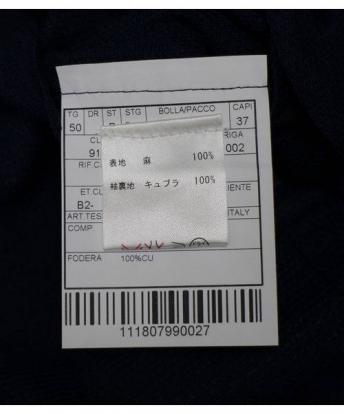 TG DR ST STG BOLLA/PACCO CAPI
50 37
CL RIGA
91 002
RIF.C
表地 麻 100%
袖裏地 キュプラ 100%
ET.CL IENTE
B2-
ART.TES ITALY
COMP
FODERA 100%CU
111807990027